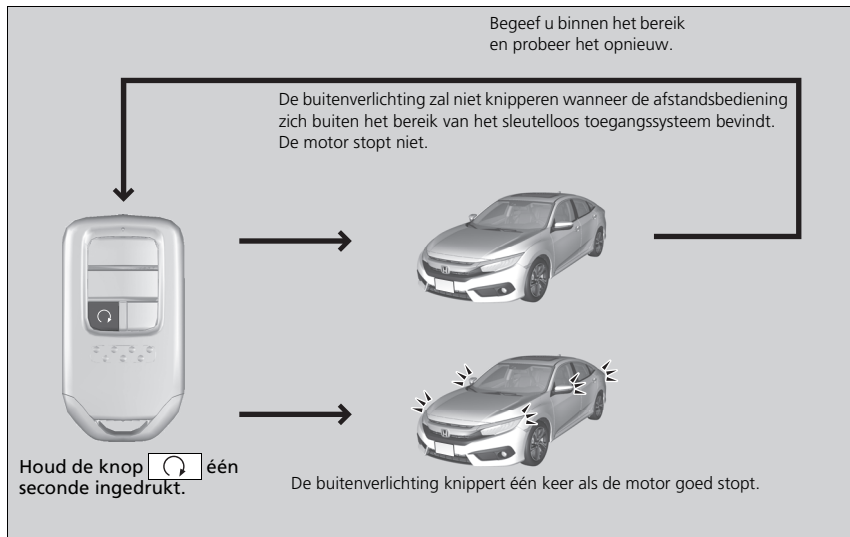 Begeef u binnen het bereik
en probeer het opnieuw.
De buitenverlichting zal niet knipperen wanneer de afstandsbediening
zich buiten het bereik van het sleutelloos toegangssysteem bevindt.
De motor stopt niet.
Houd de knop één
seconde ingedrukt.
De buitenverlichting knippert één keer als de motor goed stopt.